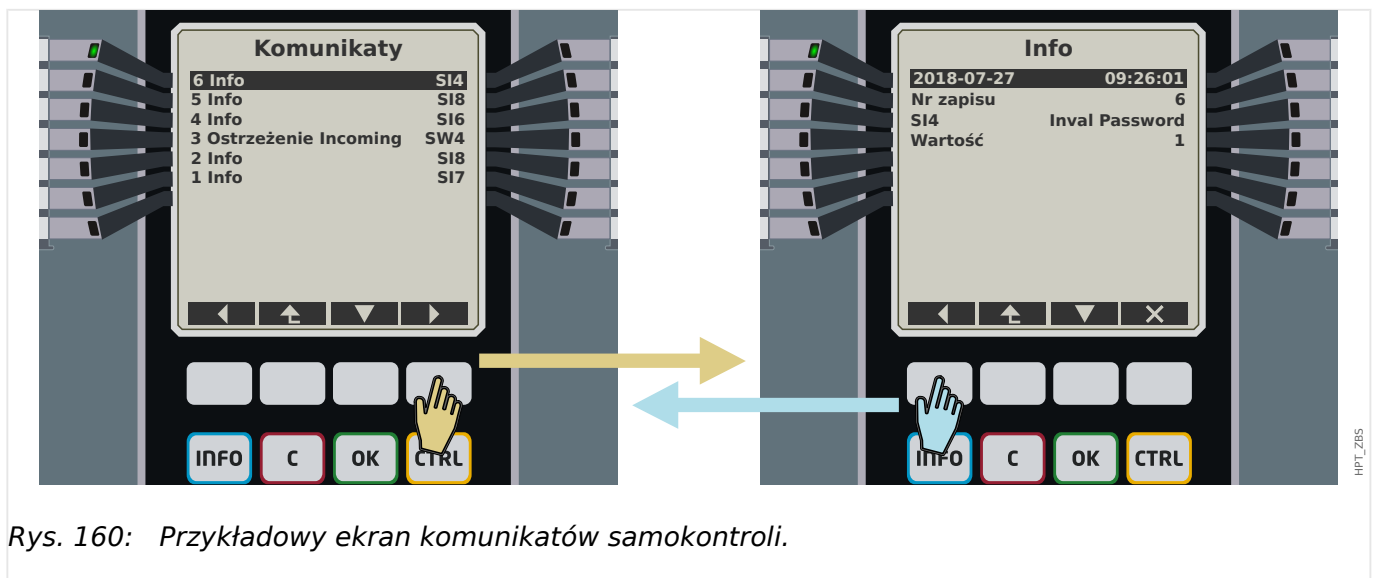 Komunikaty
6 Info SI4
5 Info SI8
4 Info SI6
3 Ostrzeżenie Incoming SW4
2 Info SI8
1 Info SI7
INFO C OK CTRL
Info
2018-07-27 09:26:01
Nr zapisu 6
SI4 Inval Password
Wartość 1
INFO C OK CTRL
HPT_ZBS
Rys. 160: Przykładowy ekran komunikatów samokontroli.